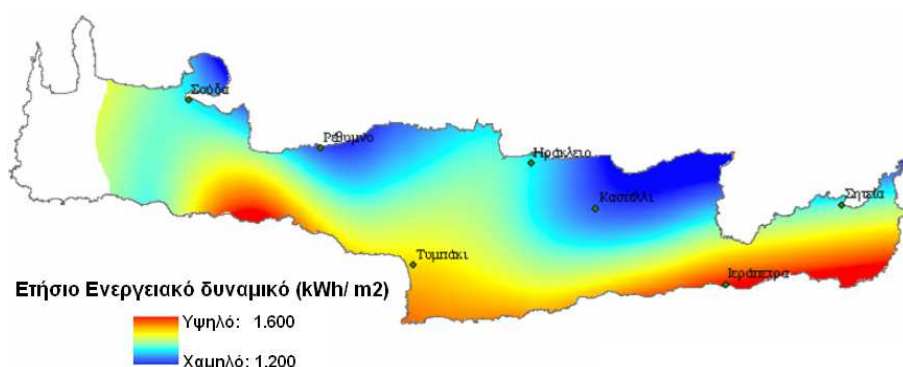 Σούδα
Ρέθυμνο
Ηράκλειο
Καστέλλι
Σητεία
Τυμπάκι
Ιεράπετρα
Ετήσιο Ενεργειακό δυναμικό (kWh/ m2)
Υψηλό: 1.600
Χαμηλό: 1.200